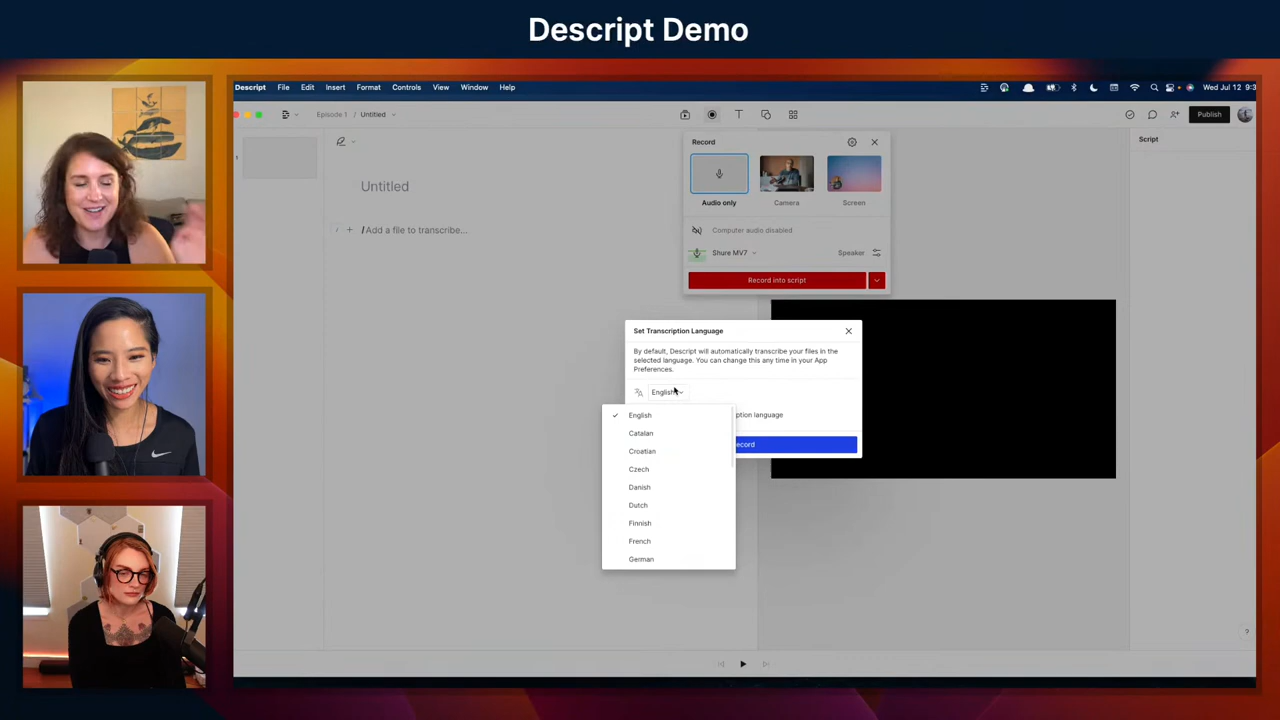 Descript Demo
Descript File Edit Insert Format Controls View Window Help
Wed Jul 12 9:3
Episode 1 / Untitled
Publish
Record
Script
Audio only
Camera
Screen
Untitled
Computer audio disabled
/ + Add a file to transcribe...
Shure MV7
Speaker
Record into script
Set Transcription Language
By default, Descript will automatically transcribe your files in the
selected language. You can change this any time in your App
Preferences.
English
English
ption language
Catalan
ecord
Croatian
Czech
Danish
Dutch
Finnish
French
German
?